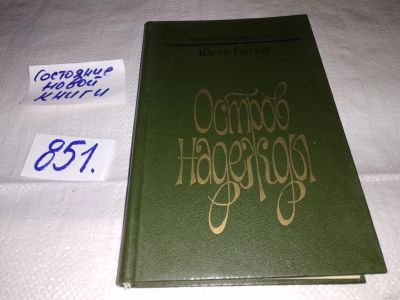 Состояние
новой
книги
851.
Юрий Рытхэу
Остров
надежды